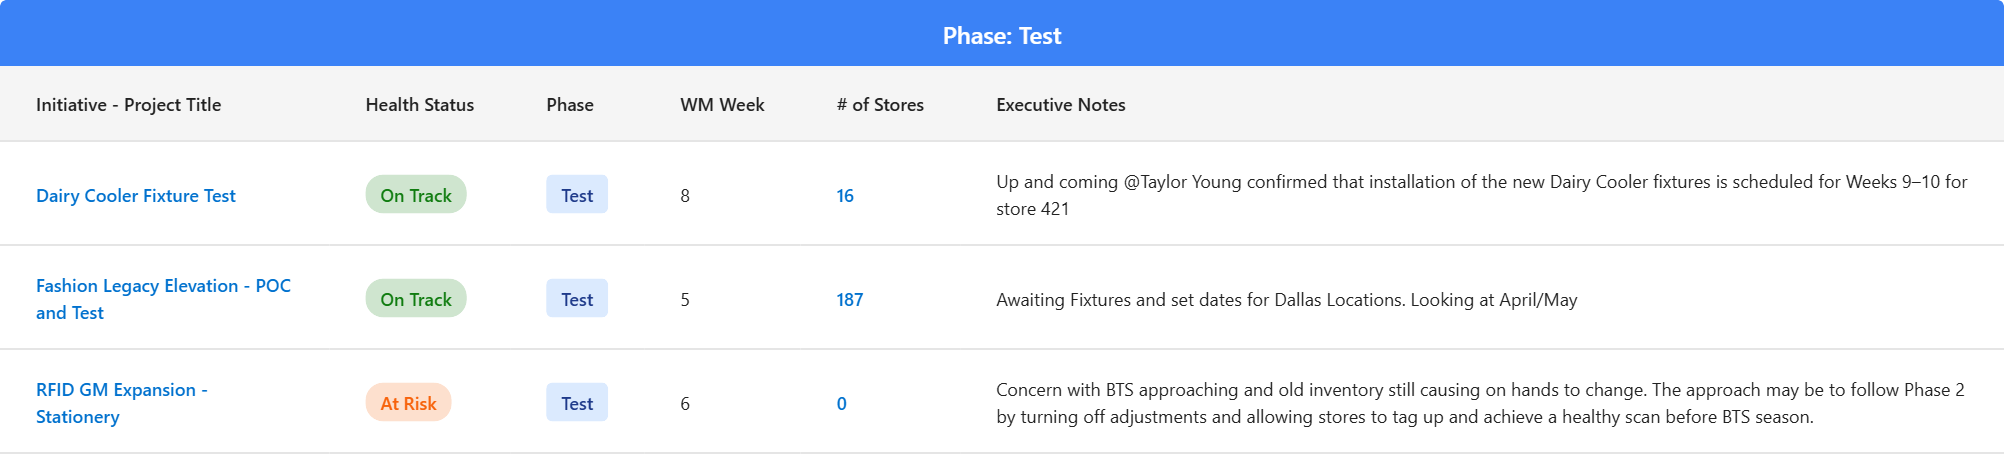 Phase: Test
Initiative - Project Title Health Status Phase WM Week # of Stores Executive Notes
Dairy Cooler Fixture Test On Track Test 8 16 Up and coming @Taylor Young confirmed that installation of the new Dairy Cooler fixtures is scheduled for Weeks 9–10 for
store 421
Fashion Legacy Elevation - POC
and Test On Track Test 5 187 Awaiting Fixtures and set dates for Dallas Locations. Looking at April/May
RFID GM Expansion -
Stationery At Risk Test 6 0 Concern with BTS approaching and old inventory still causing on hands to change. The approach may be to follow Phase 2
by turning off adjustments and allowing stores to tag up and achieve a healthy scan before BTS season.